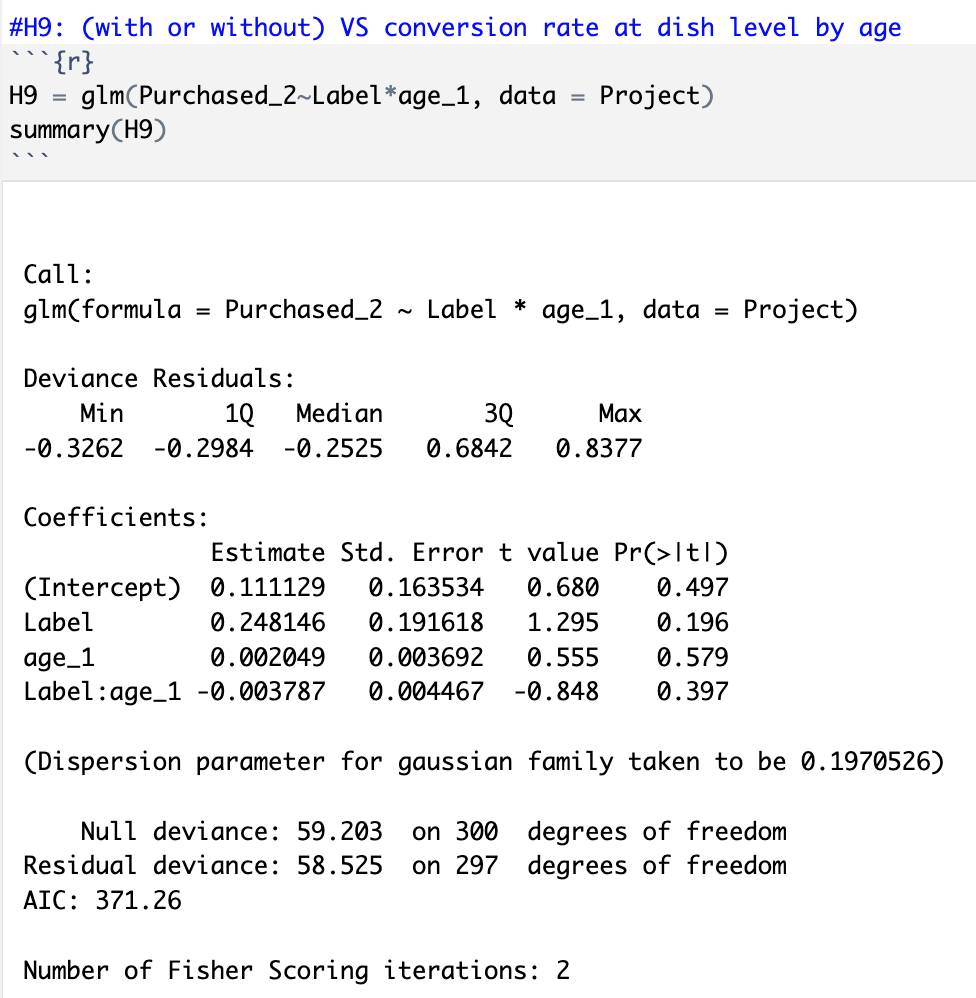 #H9: (with or without) VS conversion rate at dish level by age
```{r}
H9 = glm(Purchased_2~Label*age_1, data = Project)
summary(H9)
```
Call:
glm(formula = Purchased_2 ~ Label * age_1, data = Project)
Deviance Residuals:
Min 1Q Median 3Q Max
-0.3262 -0.2984 -0.2525 0.6842 0.8377
Coefficients:
Estimate Std. Error t value Pr(>|t|)
(Intercept) 0.111129 0.163534 0.680 0.497
Label 0.248146 0.191618 1.295 0.196
age_1 0.002049 0.003692 0.555 0.579
Label:age_1 -0.003787 0.004467 -0.848 0.397
(Dispersion parameter for gaussian family taken to be 0.1970526)
Null deviance: 59.203 on 300 degrees of freedom
Residual deviance: 58.525 on 297 degrees of freedom
AIC: 371.26
Number of Fisher Scoring iterations: 2